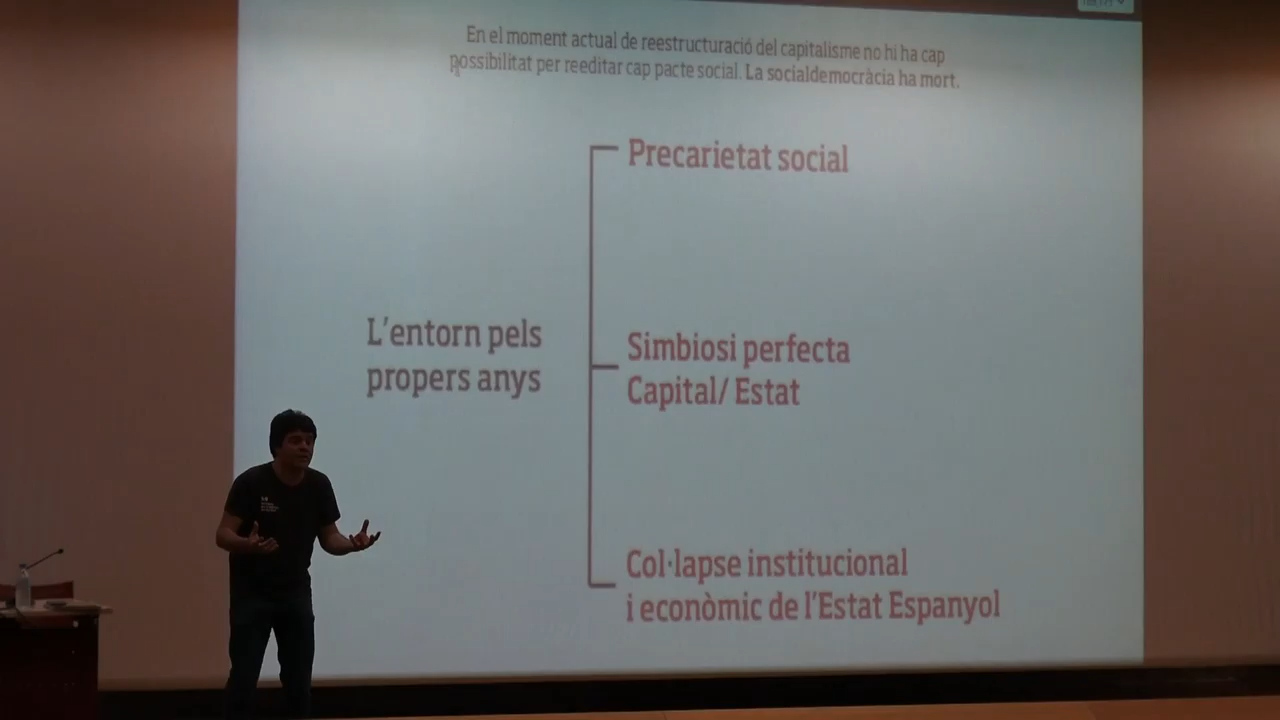 En el moment actual de reestructuració del capitalisme no hi ha cap
possibilitat per reeditar cap pacte social. La socialdemocràcia ha mort.
Precarietat social
L'entorn pels
propers anys
Simbiosi perfecta
Capital/ Estat
Col·lapse institucional
i econòmic de l'Estat Espanyol